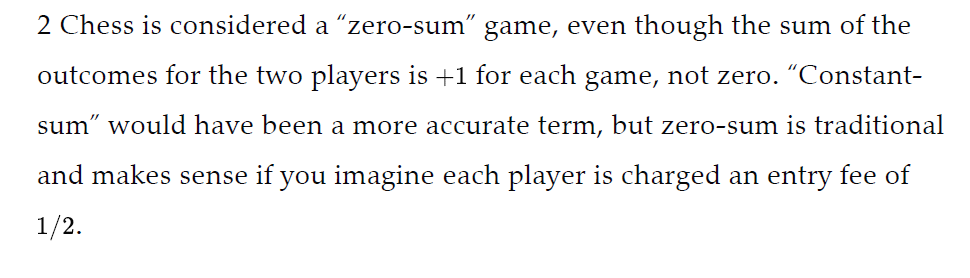 2 Chess is considered a “zero-sum” game, even though the sum of the
outcomes for the two players is +1 for each game, not zero. “Constant-
sum” would have been a more accurate term, but zero-sum is traditional
and makes sense if you imagine each player is charged an entry fee of
1/2.